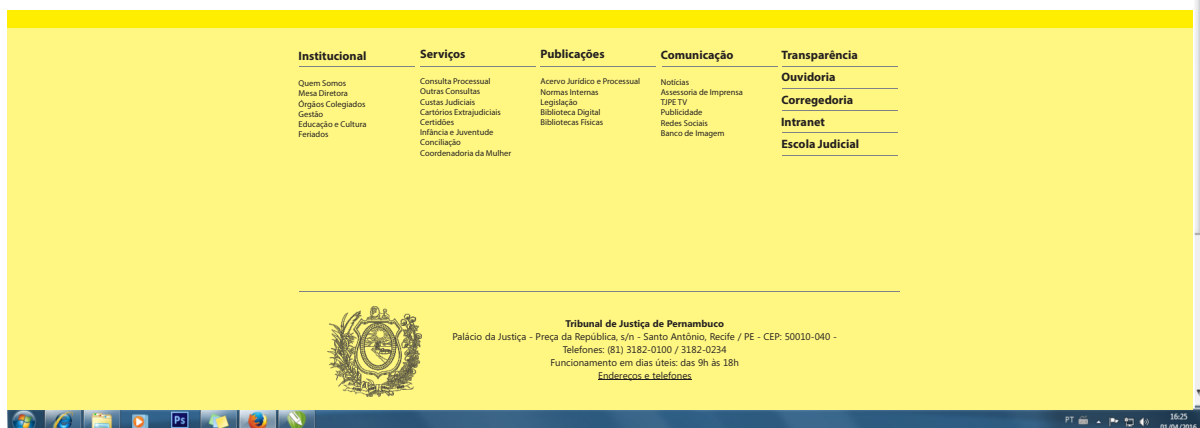 Institucional
Quem Somos
Mesa Diretora
Órgãos Colegiados
Gestão
Educação e Cultura
Feriados
Serviços
Consulta Processual
Outras Consultas
Custas Judiciais
Cartórios Extrajudiciais
Certidões
Infância e Juventude
Conciliação
Coordenadoria da Mulher
Publicações
Acervo Jurídico e Processual
Normas Internas
Legislação
Biblioteca Digital
Bibliotecas Físicas
Comunicação
Notícias
Assessoria de Imprensa
TJPE TV
Publicidade
Redes Sociais
Banco de Imagem
Transparência
Ouvidoria
Corregedoria
Intranet
Escola Judicial
Tribunal de Justiça de Pernambuco
Palácio da Justiça - Preça da República, s/n - Santo Antônio, Recife / PE - CEP: 50010-040 -
Telefones: (81) 3182-0100 / 3182-0234
Funcionamento em dias úteis: das 9h às 18h
Endereços e telefones
Ps
PT
16:25
01/04/2016